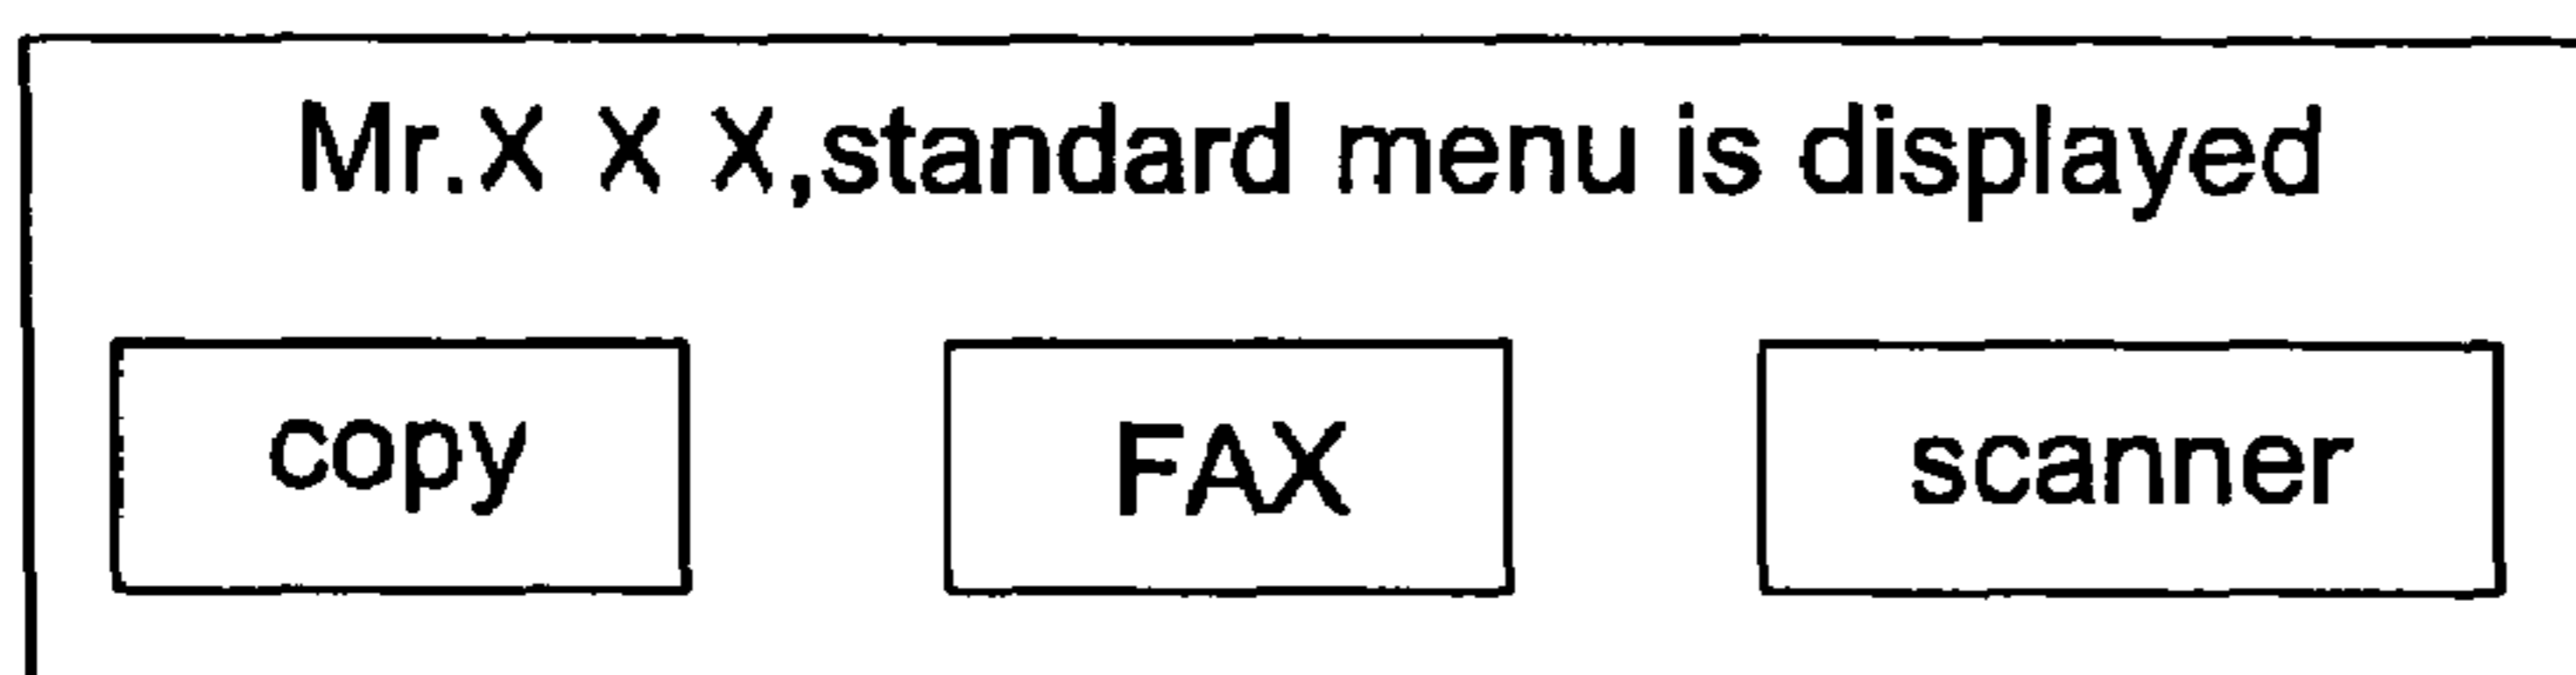 Mr.X X X,standard menu is displayed
copy FAX scanner